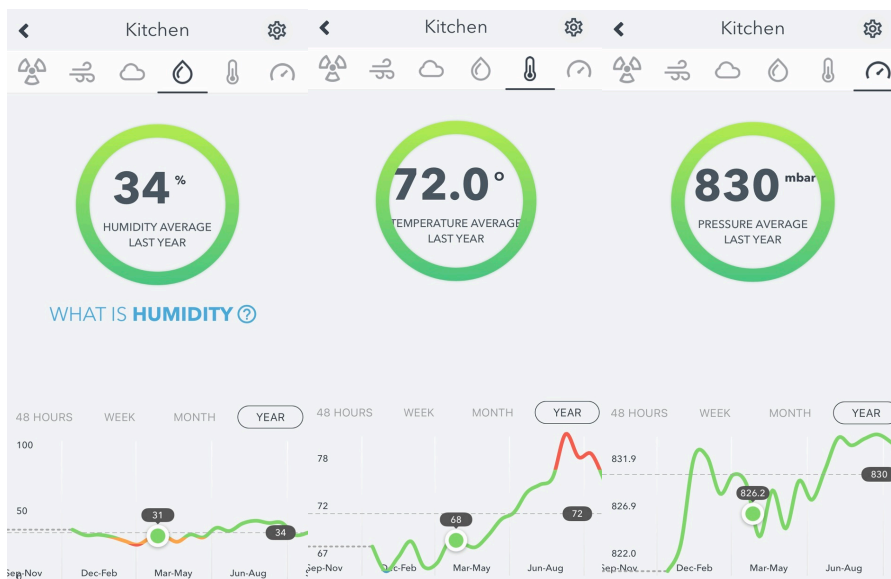 Kitchen
34 %
HUMIDITY AVERAGE
LAST YEAR
WHAT IS HUMIDITY ?
48 HOURS WEEK MONTH YEAR
100
50
31
34
Sep-Nov Dec-Feb Mar-May Jun-Aug
Kitchen
72.0°
TEMPERATURE AVERAGE
LAST YEAR
48 HOURS WEEK MONTH YEAR
78
72
67
68
72
Sep-Nov Dec-Feb Mar-May Jun-Aug
Kitchen
830 mbar
PRESSURE AVERAGE
LAST YEAR
48 HOURS WEEK MONTH YEAR
831.9
826.9
822.0
826.2
830
Sep-Nov Dec-Feb Mar-May Jun-Aug